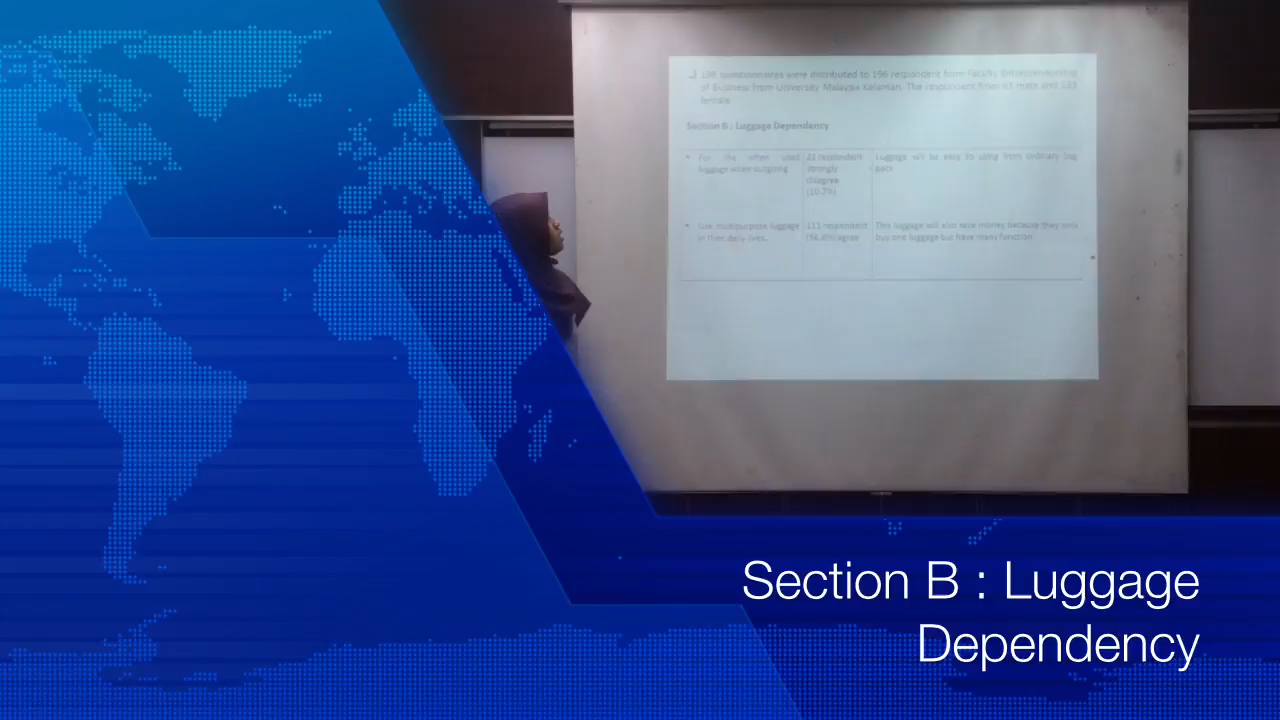 196 questionnaires were distributed to 196 respondent from Faculty Entrepreneurship
of Business from University Malaysia Kelantan. The respondent from 63 male and 133
female
Section B : Luggage Dependency
• For the often used
luggage when outgoing
21 respondent
strongly
disagree
(10.7%)
Luggage will be easy to using from ordinary bag
pack
• Use multipurpose luggage
in their daily lives.
111 respondent
(56.6%) agree
This luggage will also save money because they only
buy one luggage but have many function
Section B : Luggage
Dependency